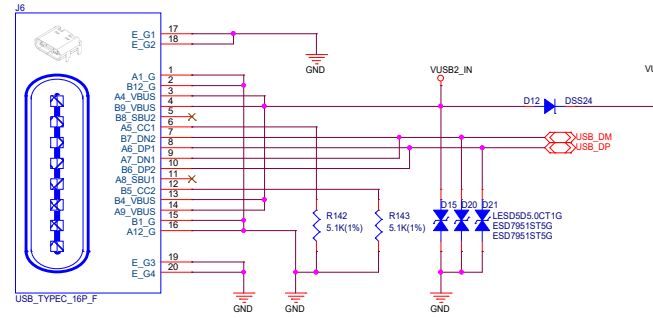 J6
E_G1 17
E_G2 18
GND
A1_G 1
B12_G 2
A4_VBUS 3
B9_VBUS 4
B8_SBU2 5
A5_CC1 6
B7_DN2 7
A6_DP1 8
A7_DN1 9
B6_DP2 10
A8_SBU1 11
B5_CC2 12
B4_VBUS 13
A9_VBUS 14
B1_G 15
A12_G 16
E_G3 19
E_G4 20
USB_TYPEC_16P_F
VUSB2_IN
VU
D12 DSS24
USB_DM
USB_DP
R142
5.1K(1%)
R143
5.1K(1%)
D15 D20 D21
LESD5D5.0CT1G
ESD7951ST5G
ESD7951ST5G
GND GND GND